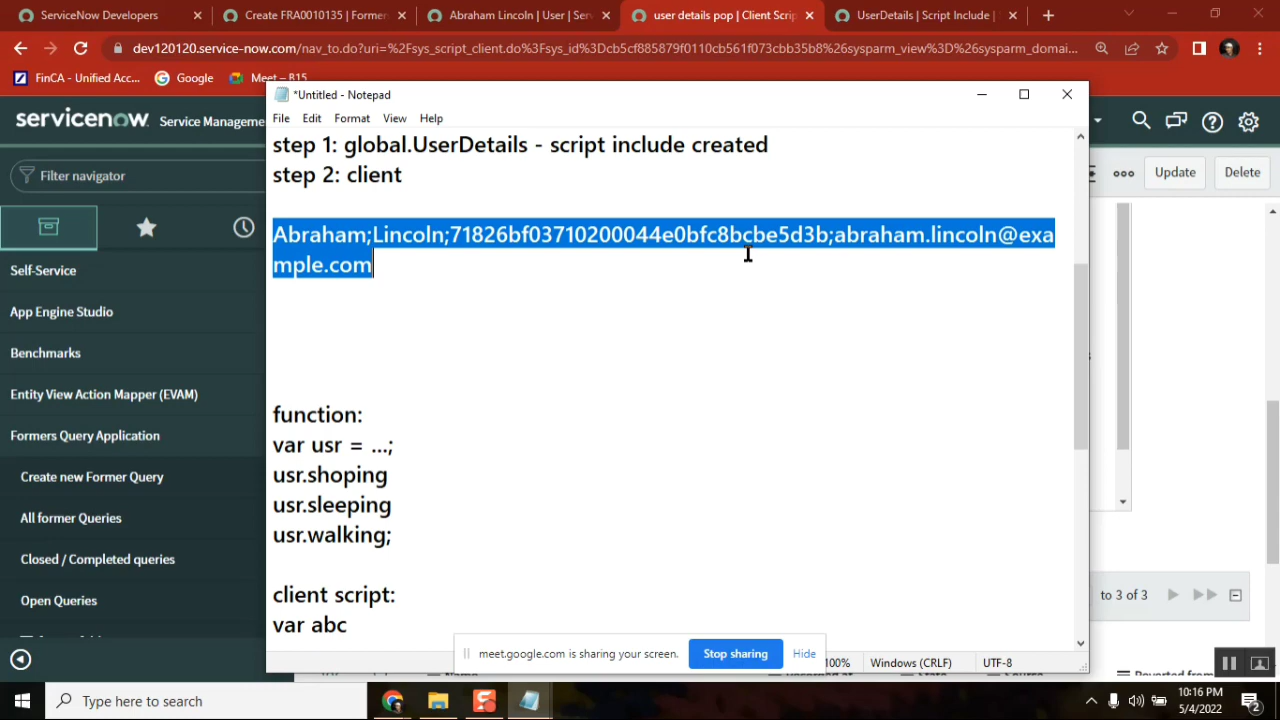 ServiceNow Developers
Create FRA0010135 | Former
Abraham Lincoln | User | Ser
user details pop | Client Scrip
UserDetails | Script Include |
dev120120.service-now.com/nav_to.do?uri=%2Fsys_script_client.do%3Fsys_id%3Dcb5cf885879f0110cb561f073cbb35b8%26sysparm_view%3D%26sysparm_domai...
FinCA - Unified Acc...
Google
Meet – B15
servicenow. Service Manageme
Filter navigator
Self-Service
App Engine Studio
Benchmarks
Entity View Action Mapper (EVAM)
Formers Query Application
Create new Former Query
All former Queries
Closed / Completed queries
Open Queries
*Untitled - Notepad
File Edit Format View Help
step 1: global.UserDetails - script include created
step 2: client
Abraham;Lincoln;71826bf03710200044e0bfc8bcbe5d3b;abraham.lincoln@exa
mple.com
function:
var usr = ...;
usr.shoping
usr.sleeping
usr.walking;
client script:
var abc
100% Windows (CRLF) UTF-8
Update Delete
to 3 of 3
meet.google.com is sharing your screen. Stop sharing Hide
Type here to search
10:16 PM
5/4/2022
2